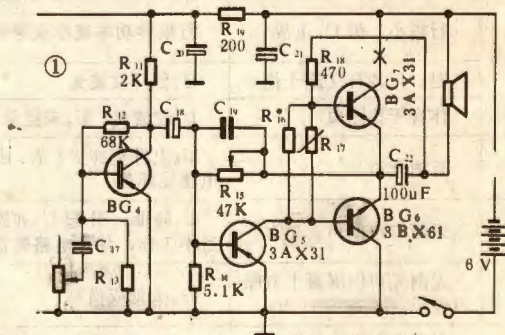 ①
R₁₉
200
C₂₀
C₂₁
R₁₁
2K
R₁₈
470
BG₇
3AX31
R₁₂
68K
C₁₈
C₁₉
R₁₆*
R₁₇
BG₄
R₁₅
47K
C₂₂
100uF
BG₅
3AX31
BG₆
3BX61
C₁₇
R₁₃
R₁₄
5.1K
6V